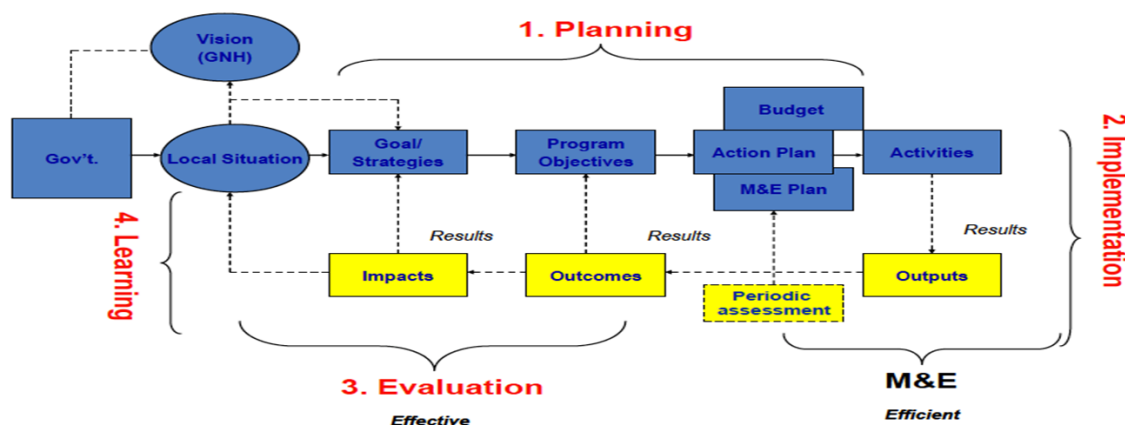 1. Planning
Vision
(GNH)
Budget
Gov't.
Local Situation
Goal/
Strategies
Program
Objectives
Action Plan
Activities
M&E Plan
2. Implementation
4. Learning
Results
Results
Results
Impacts
Outcomes
Periodic
assessment
Outputs
3. Evaluation
Effective
M&E
Efficient